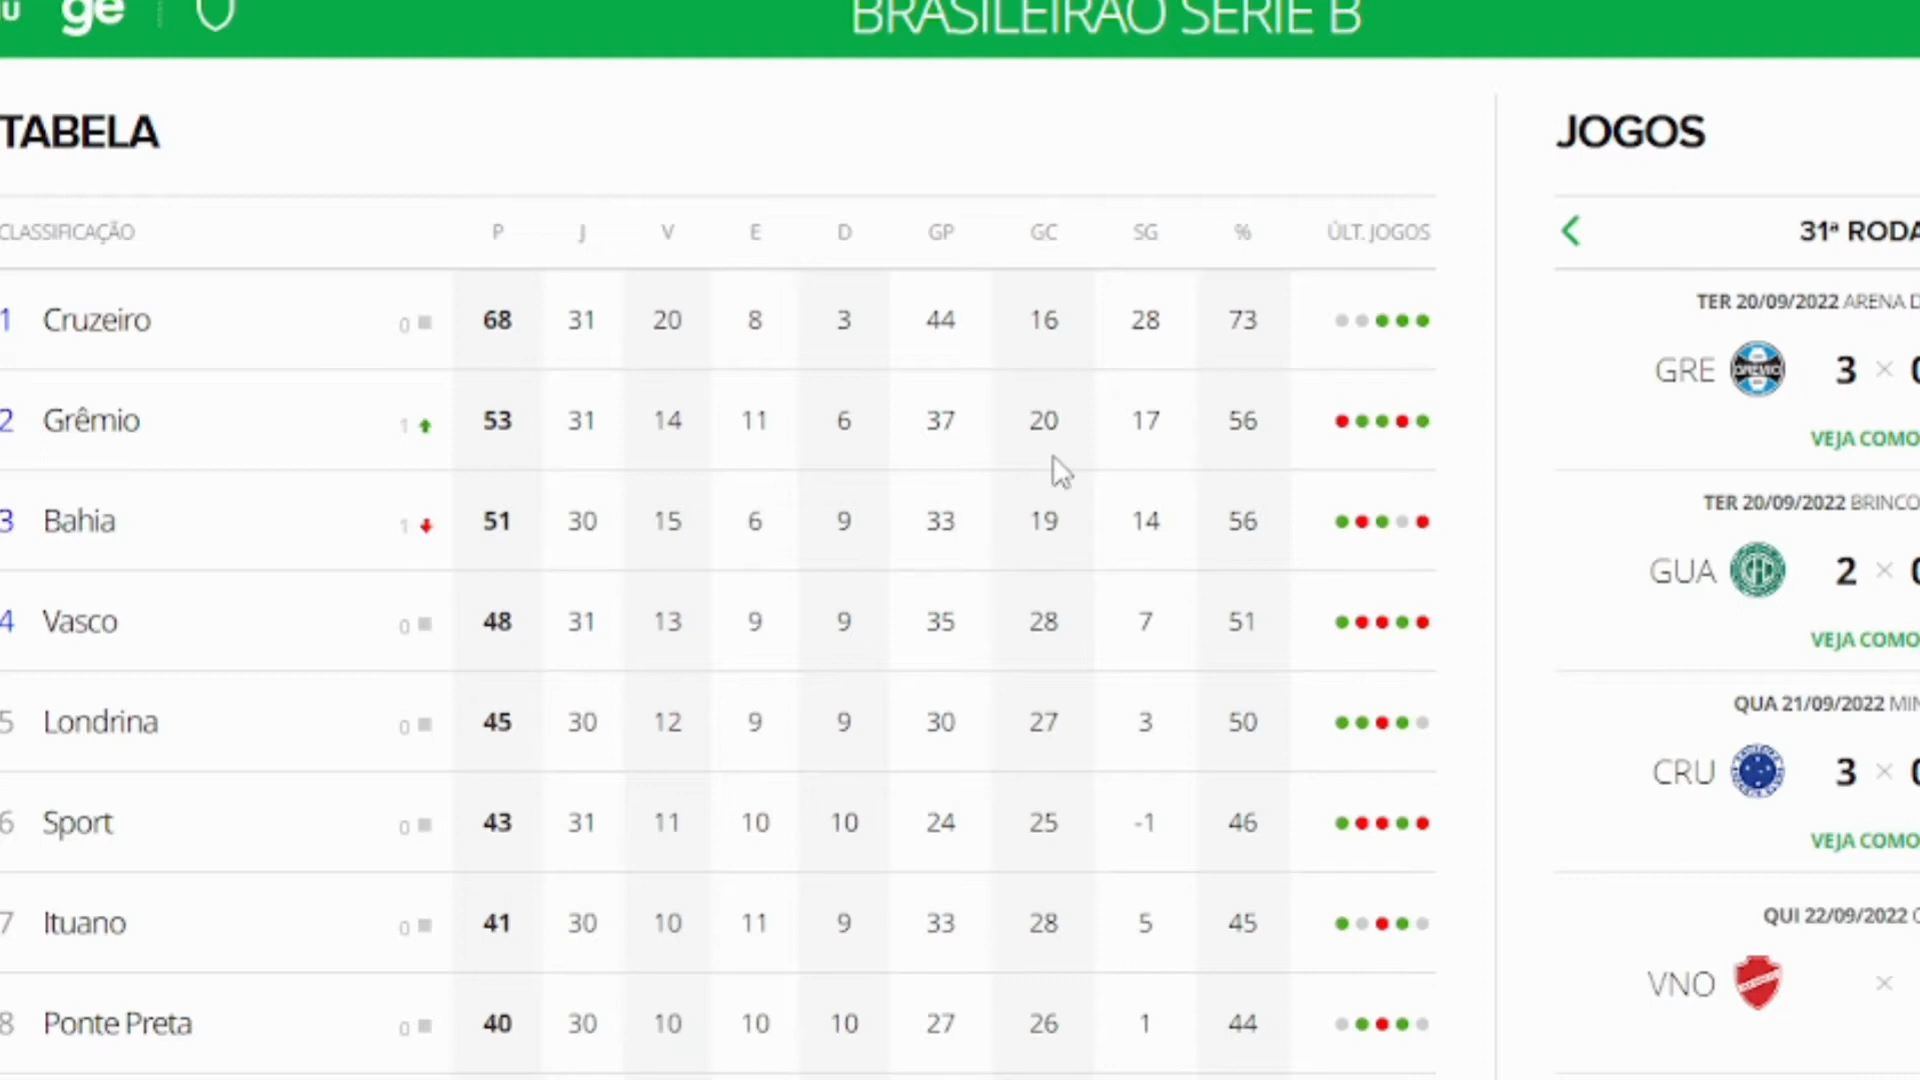 ge
BRASILEIRÃO SÉRIE B
TABELA
CLASSIFICAÇÃO P J V E D GP GC SG % ÚLT. JOGOS
1 Cruzeiro 0 68 31 20 8 3 44 16 28 73
2 Grêmio 1 53 31 14 11 6 37 20 17 56
3 Bahia 1 51 30 15 6 9 33 19 14 56
4 Vasco 0 48 31 13 9 9 35 28 7 51
5 Londrina 0 45 30 12 9 9 30 27 3 50
6 Sport 0 43 31 11 10 10 24 25 -1 46
7 Ituano 0 41 30 10 11 9 33 28 5 45
8 Ponte Preta 0 40 30 10 10 10 27 26 1 44
JOGOS
31ª RODA
TER 20/09/2022 ARENA D
GRE GRÊMIO 3 × 0
VEJA COMO
TER 20/09/2022 BRINCO
GUA GFC 2 × 0
VEJA COMO
QUA 21/09/2022 MIN
CRU 3 × 0
VEJA COMO
QUI 22/09/2022
VNO ×